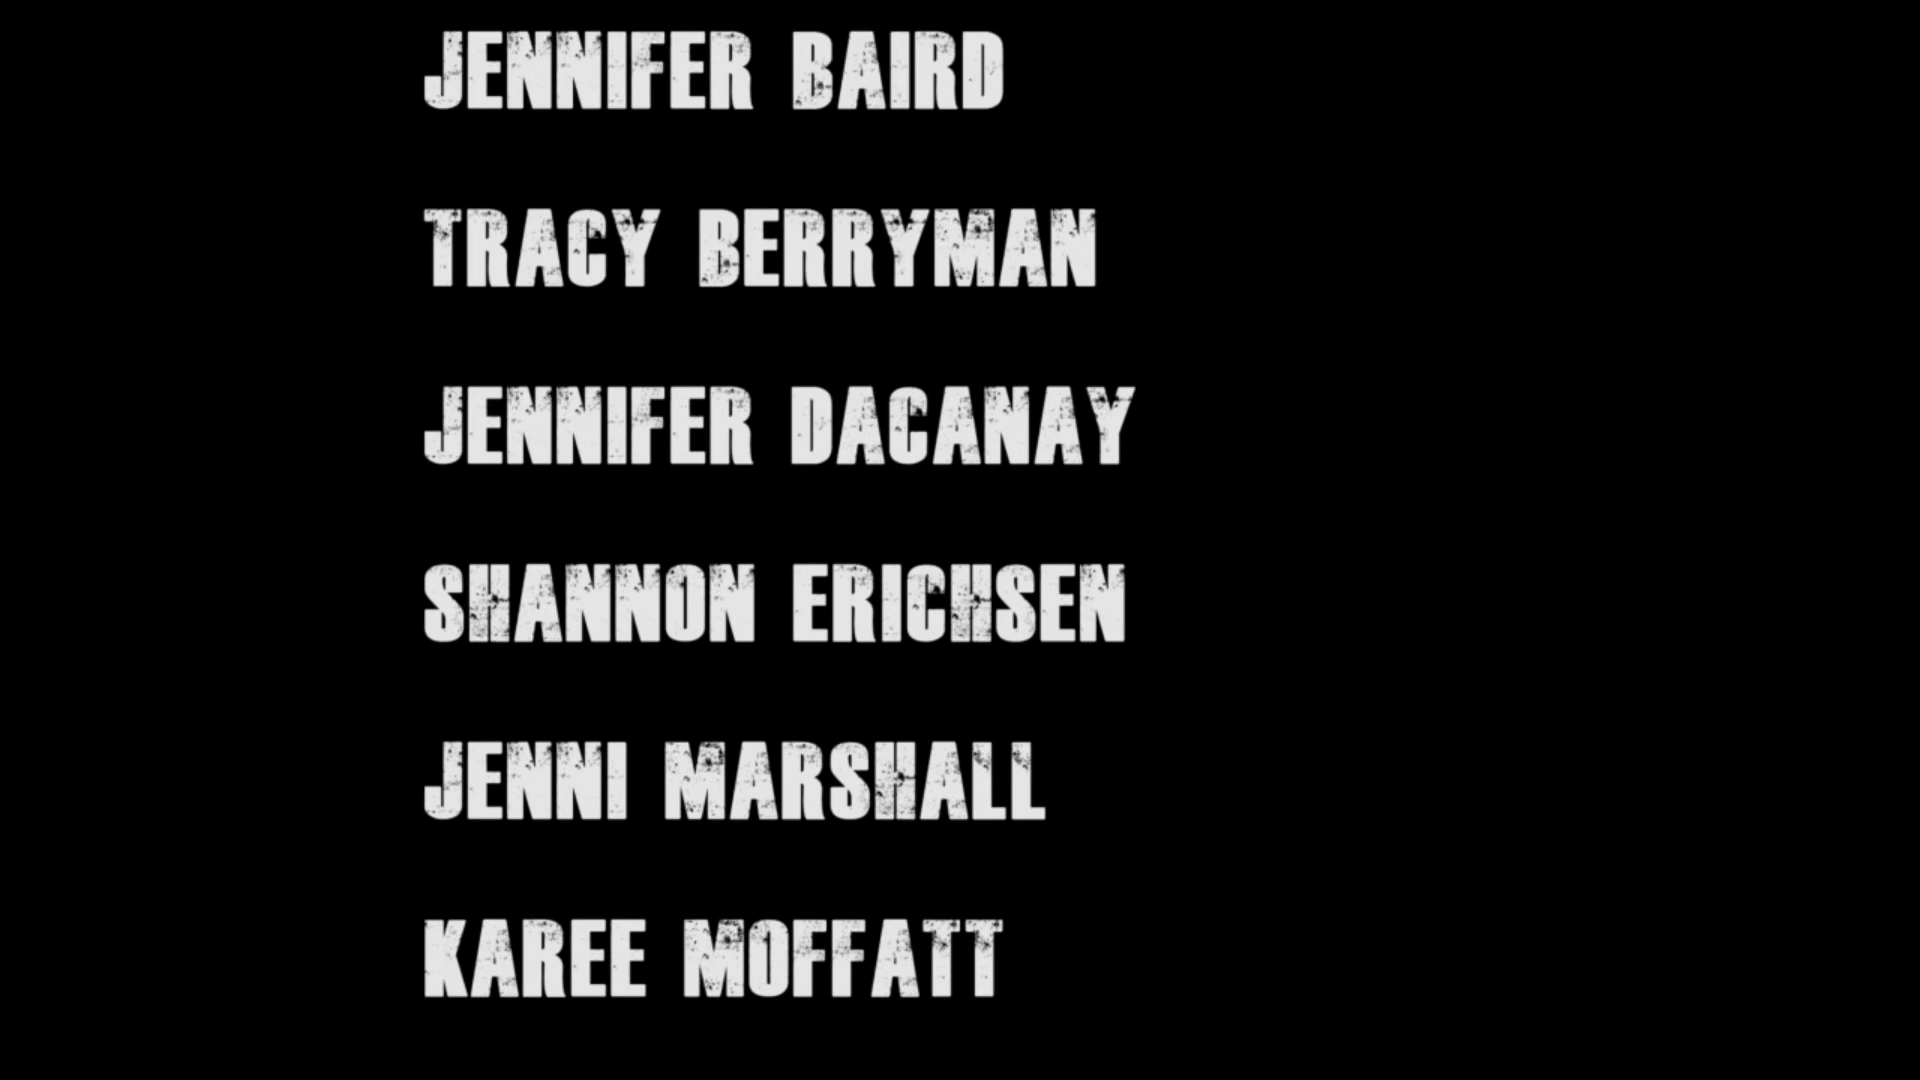 JENNIFER BAIRD
TRACY BERRYMAN
JENNIFER DACANAY
SHANNON ERICHSEN
JENNI MARSHALL
KAREE MOFFATT